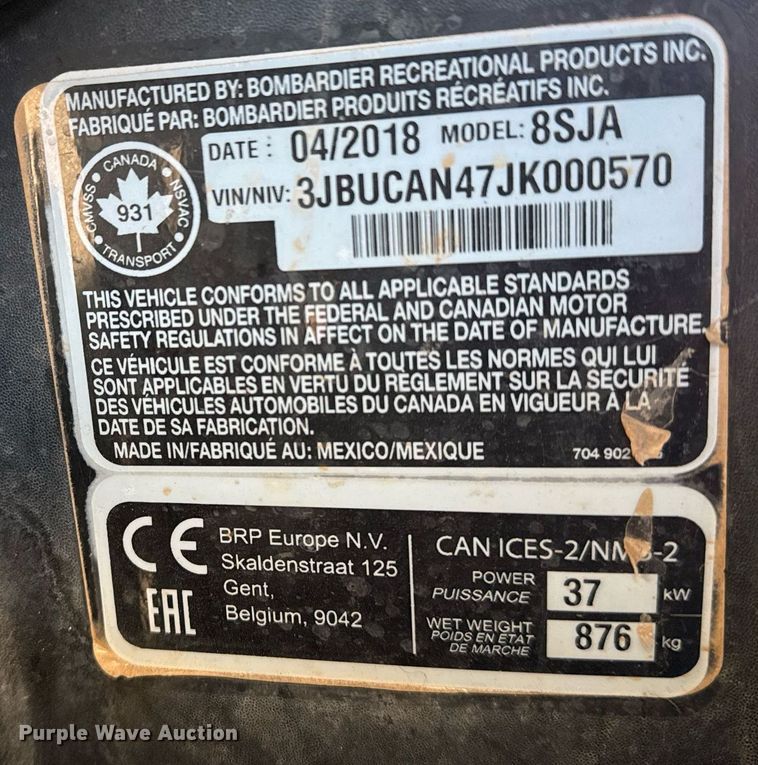 MANUFACTURED BY: BOMBARDIER RECREATIONAL PRODUCTS INC.
FABRIQUÉ PAR: BOMBARDIER PRODUITS RÉCRÉATIFS INC.
CANADA
CMVSS • NSVAC
931
TRANSPORT
DATE : 04/2018 MODEL: 8SJA
VIN/NIV: 3JBUCAN47JK000570
THIS VEHICLE CONFORMS TO ALL APPLICABLE STANDARDS
PRESCRIBED UNDER THE FEDERAL AND CANADIAN MOTOR
SAFETY REGULATIONS IN AFFECT ON THE DATE OF MANUFACTURE.
CE VÉHICULE EST CONFORME À TOUTES LES NORMES QUI LUI
SONT APPLICABLES EN VERTU DU RÈGLEMENT SUR LA SÉCURITÉ
DES VÉHICULES AUTOMOBILES DU CANADA EN VIGUEUR À LA
DATE DE SA FABRICATION.
MADE IN/FABRIQUÉ AU: MEXICO/MEXIQUE
704 902
CE
EAC
BRP Europe N.V.
Skaldenstraat 125
Gent,
Belgium, 9042
CAN ICES-2/
POWER
PUISSANCE 37 kW
WET WEIGHT
POIDS EN ÉTAT
DE MARCHE 876 kg
Purple Wave Auction